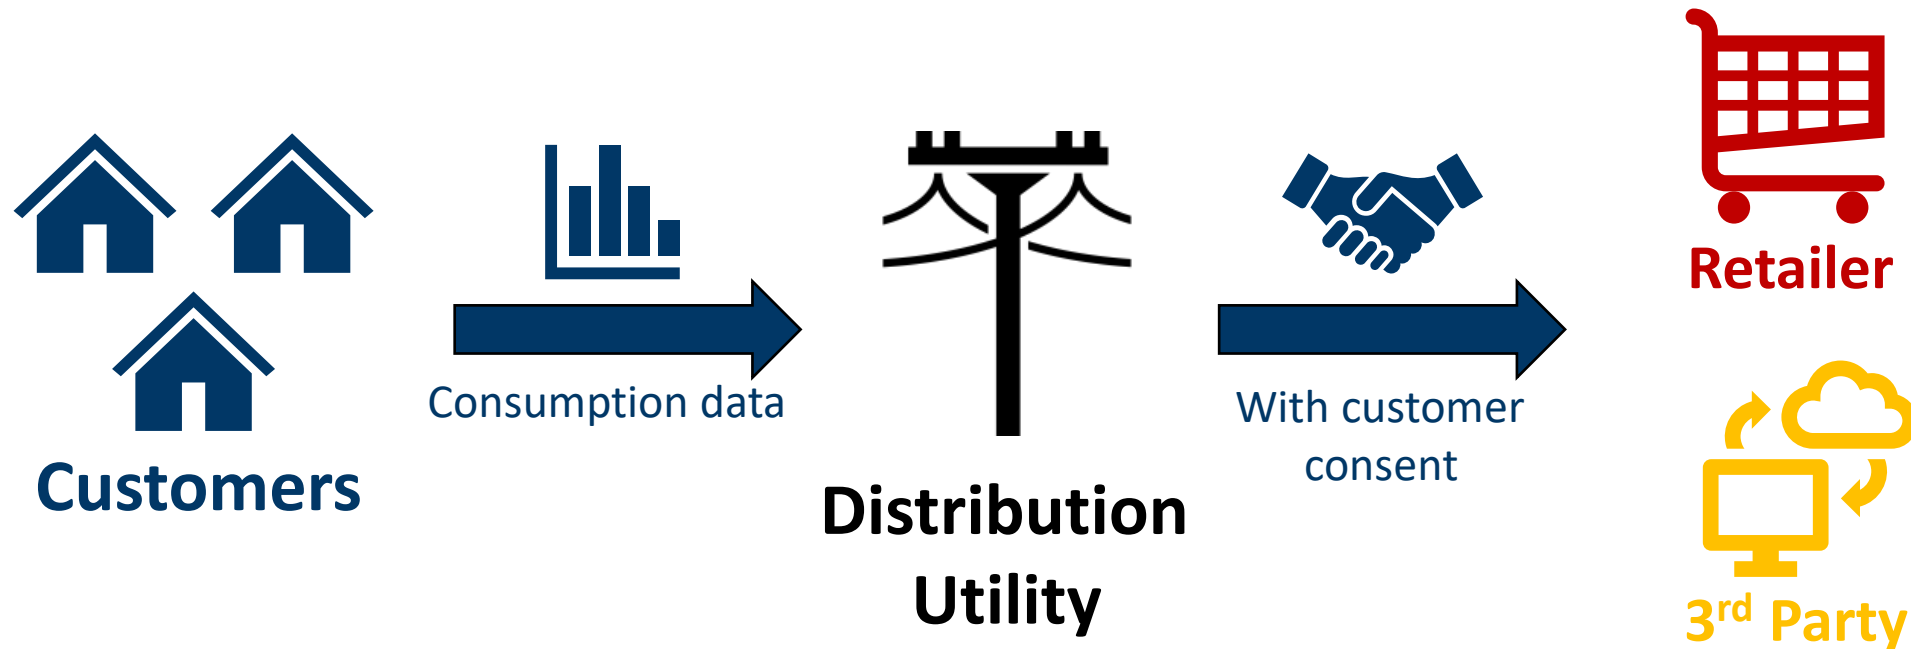 Customers
Consumption data
Distribution
Utility
With customer
consent
Retailer
3rd Party